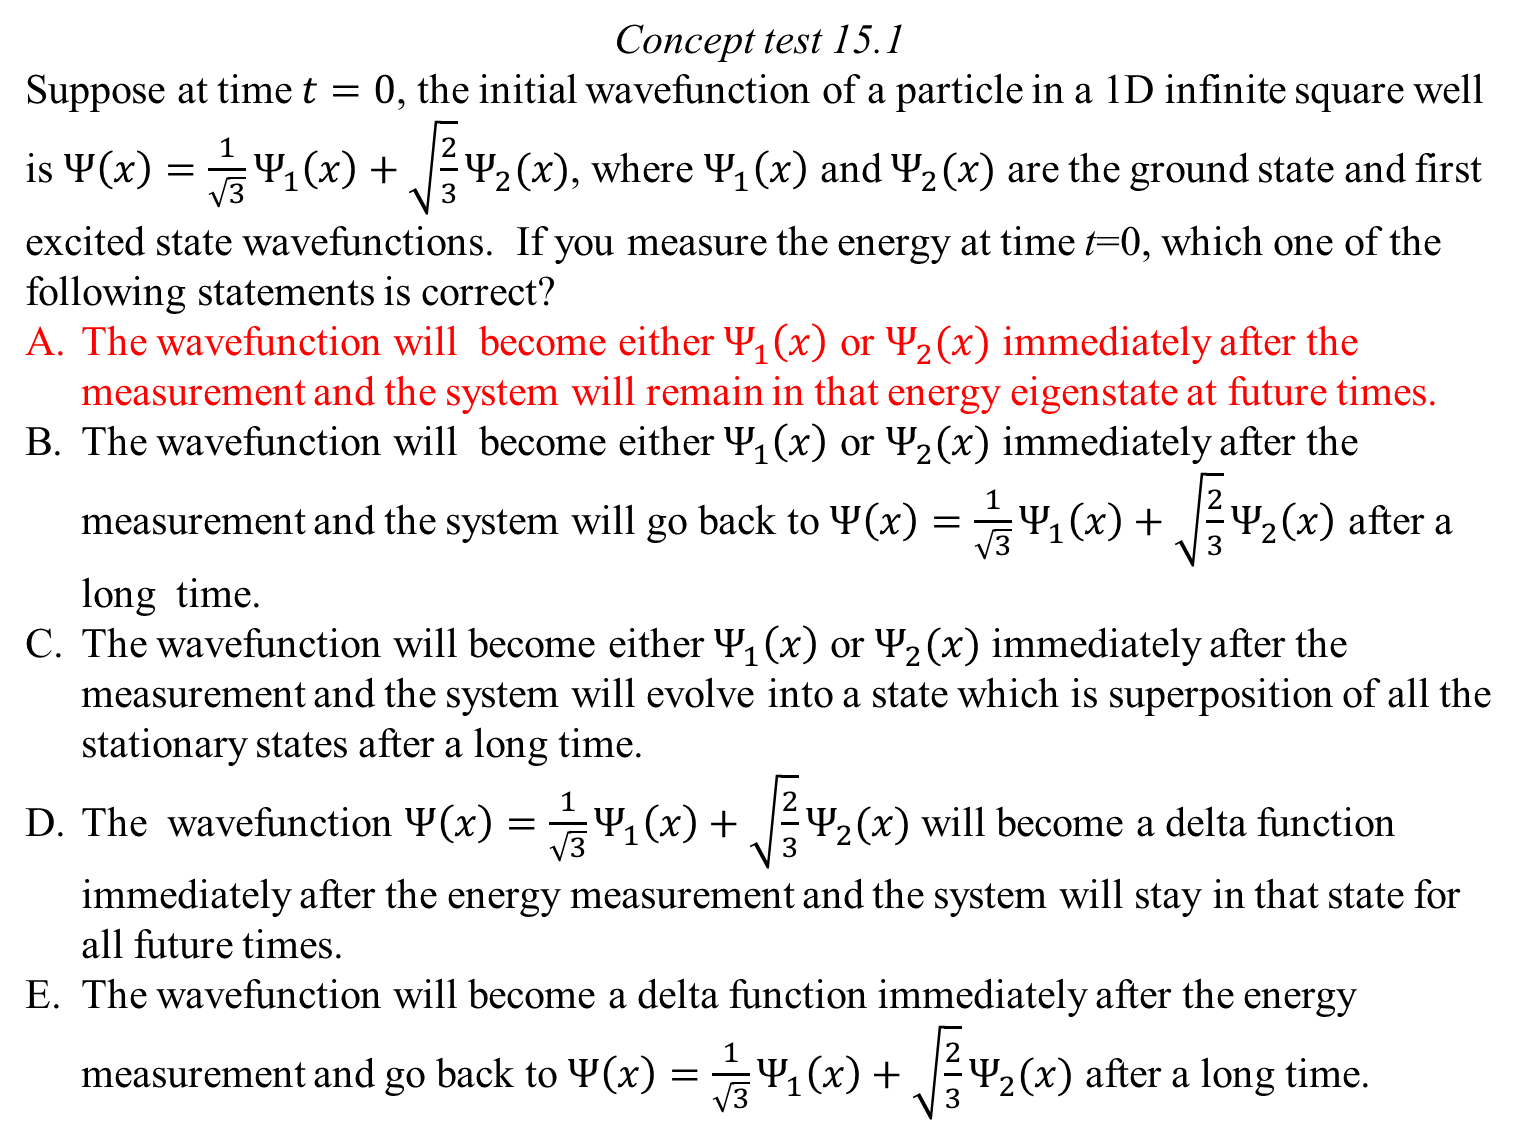 Concept test 15.1
Suppose at time t = 0, the initial wavefunction of a particle in a 1D infinite square well
is Ψ(x) = 1/√3 Ψ₁(x) + √(2/3) Ψ₂(x), where Ψ₁(x) and Ψ₂(x) are the ground state and first
excited state wavefunctions. If you measure the energy at time t=0, which one of the
following statements is correct?
A. The wavefunction will become either Ψ₁(x) or Ψ₂(x) immediately after the
measurement and the system will remain in that energy eigenstate at future times.
B. The wavefunction will become either Ψ₁(x) or Ψ₂(x) immediately after the
measurement and the system will go back to Ψ(x) = 1/√3 Ψ₁(x) + √(2/3) Ψ₂(x) after a
long time.
C. The wavefunction will become either Ψ₁(x) or Ψ₂(x) immediately after the
measurement and the system will evolve into a state which is superposition of all the
stationary states after a long time.
D. The wavefunction Ψ(x) = 1/√3 Ψ₁(x) + √(2/3) Ψ₂(x) will become a delta function
immediately after the energy measurement and the system will stay in that state for
all future times.
E. The wavefunction will become a delta function immediately after the energy
measurement and go back to Ψ(x) = 1/√3 Ψ₁(x) + √(2/3) Ψ₂(x) after a long time.